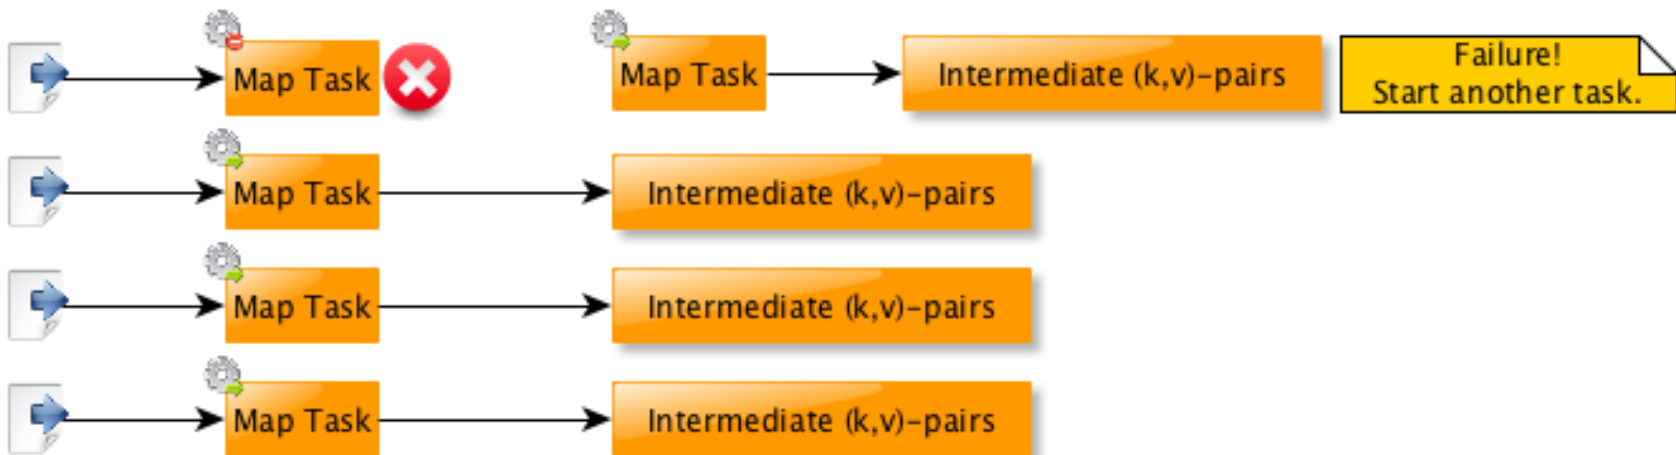 Map Task
Map Task
Intermediate (k,v)-pairs
Failure!
Start another task.
Map Task
Intermediate (k,v)-pairs
Map Task
Intermediate (k,v)-pairs
Map Task
Intermediate (k,v)-pairs